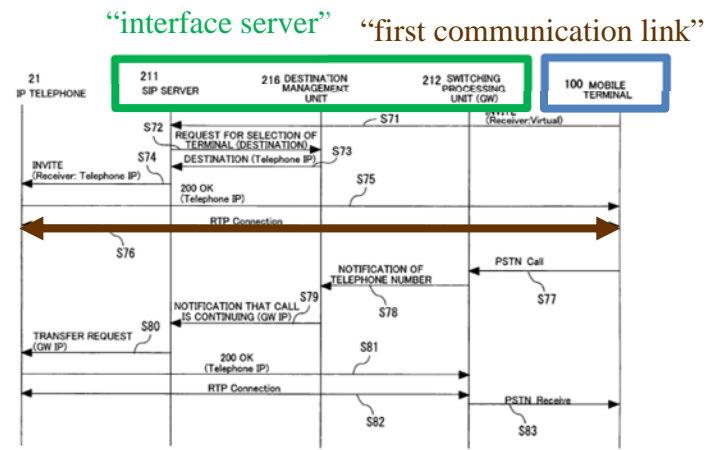 “interface server”
“first communication link”
21
IP TELEPHONE
211
SIP SERVER
216 DESTINATION
MANAGEMENT
UNIT
212 SWITCHING
PROCESSING
UNIT (GW)
100 MOBILE
TERMINAL
S71
INVITE
(Receiver:Virtual)
S72
REQUEST FOR SELECTION OF
TERMINAL (DESTINATION)
S73
DESTINATION (Telephone IP)
S74
INVITE
(Receiver: Telephone IP)
200 OK
(Telephone IP)
S75
RTP Connection
S76
PSTN Call
S77
NOTIFICATION OF
TELEPHONE NUMBER
S78
S79
NOTIFICATION THAT CALL
IS CONTINUING (GW IP)
S80
TRANSFER REQUEST
(GW IP)
S81
200 OK
(Telephone IP)
RTP Connection
S82
PSTN Receive
S83